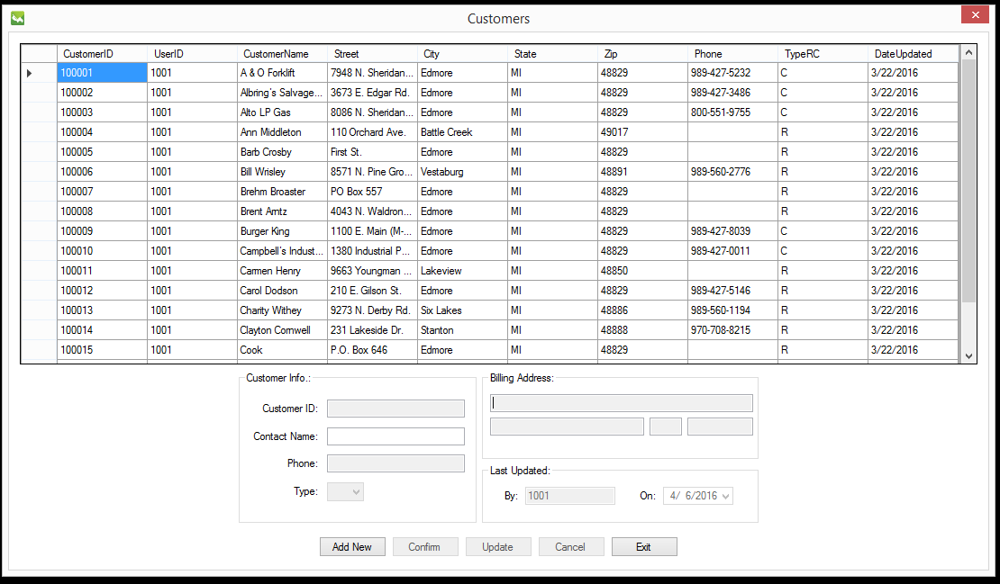 Customers
CustomerID UserID CustomerName Street City State Zip Phone TypeRC DateUpdated
100001 1001 A & O Forklift 7948 N. Sheridan... Edmore MI 48829 989-427-5232 C 3/22/2016
100002 1001 Albring's Salvage... 3673 E. Edgar Rd. Edmore MI 48829 989-427-3486 C 3/22/2016
100003 1001 Alto LP Gas 8086 N. Sheridan... Edmore MI 48829 800-551-9755 C 3/22/2016
100004 1001 Ann Middleton 110 Orchard Ave. Battle Creek MI 49017 R 3/22/2016
100005 1001 Barb Crosby First St. Edmore MI 48829 R 3/22/2016
100006 1001 Bill Wrisley 8571 N. Pine Gro... Vestaburg MI 48891 989-560-2776 R 3/22/2016
100007 1001 Brehm Broaster PO Box 557 Edmore MI 48829 R 3/22/2016
100008 1001 Brent Arntz 4043 N. Waldron... Edmore MI 48829 R 3/22/2016
100009 1001 Burger King 1100 E. Main (M-... Edmore MI 48829 989-427-8039 C 3/22/2016
100010 1001 Campbell's Indust... 1380 Industrial P... Edmore MI 48829 989-427-0011 C 3/22/2016
100011 1001 Carmen Henry 9663 Youngman ... Lakeview MI 48850 R 3/22/2016
100012 1001 Carol Dodson 210 E. Gilson St. Edmore MI 48829 989-427-5146 R 3/22/2016
100013 1001 Charity Withey 9273 N. Derby Rd. Six Lakes MI 48886 989-560-1194 R 3/22/2016
100014 1001 Clayton Cornwell 231 Lakeside Dr. Stanton MI 48888 970-708-8215 R 3/22/2016
100015 1001 Cook P.O. Box 646 Edmore MI 48829 R 3/22/2016
Customer Info.:
Customer ID:
Contact Name:
Phone:
Type:
Billing Address:
Last Updated:
By: 1001 On: 4/ 6/2016
Add New Confirm Update Cancel Exit